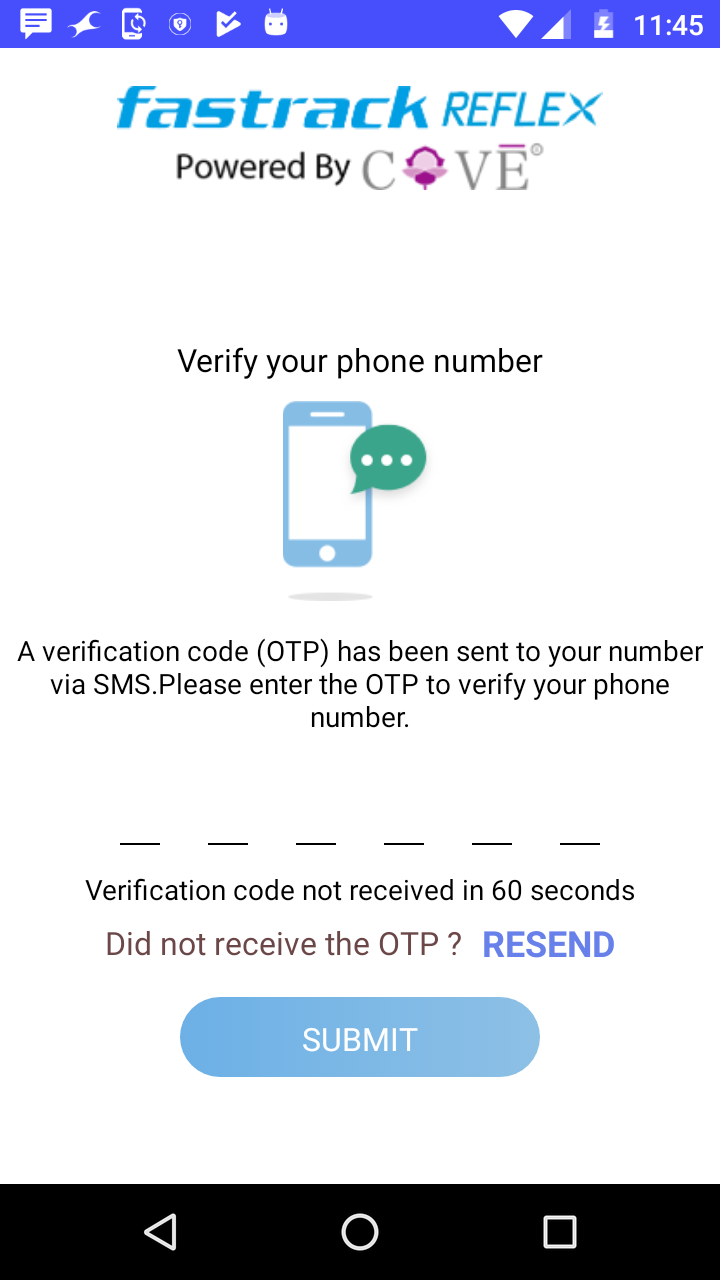 11:45
fastrack REFLEX
Powered By COVE®
Verify your phone number
A verification code (OTP) has been sent to your number
via SMS.Please enter the OTP to verify your phone
number.
Verification code not received in 60 seconds
Did not receive the OTP ? RESEND
SUBMIT